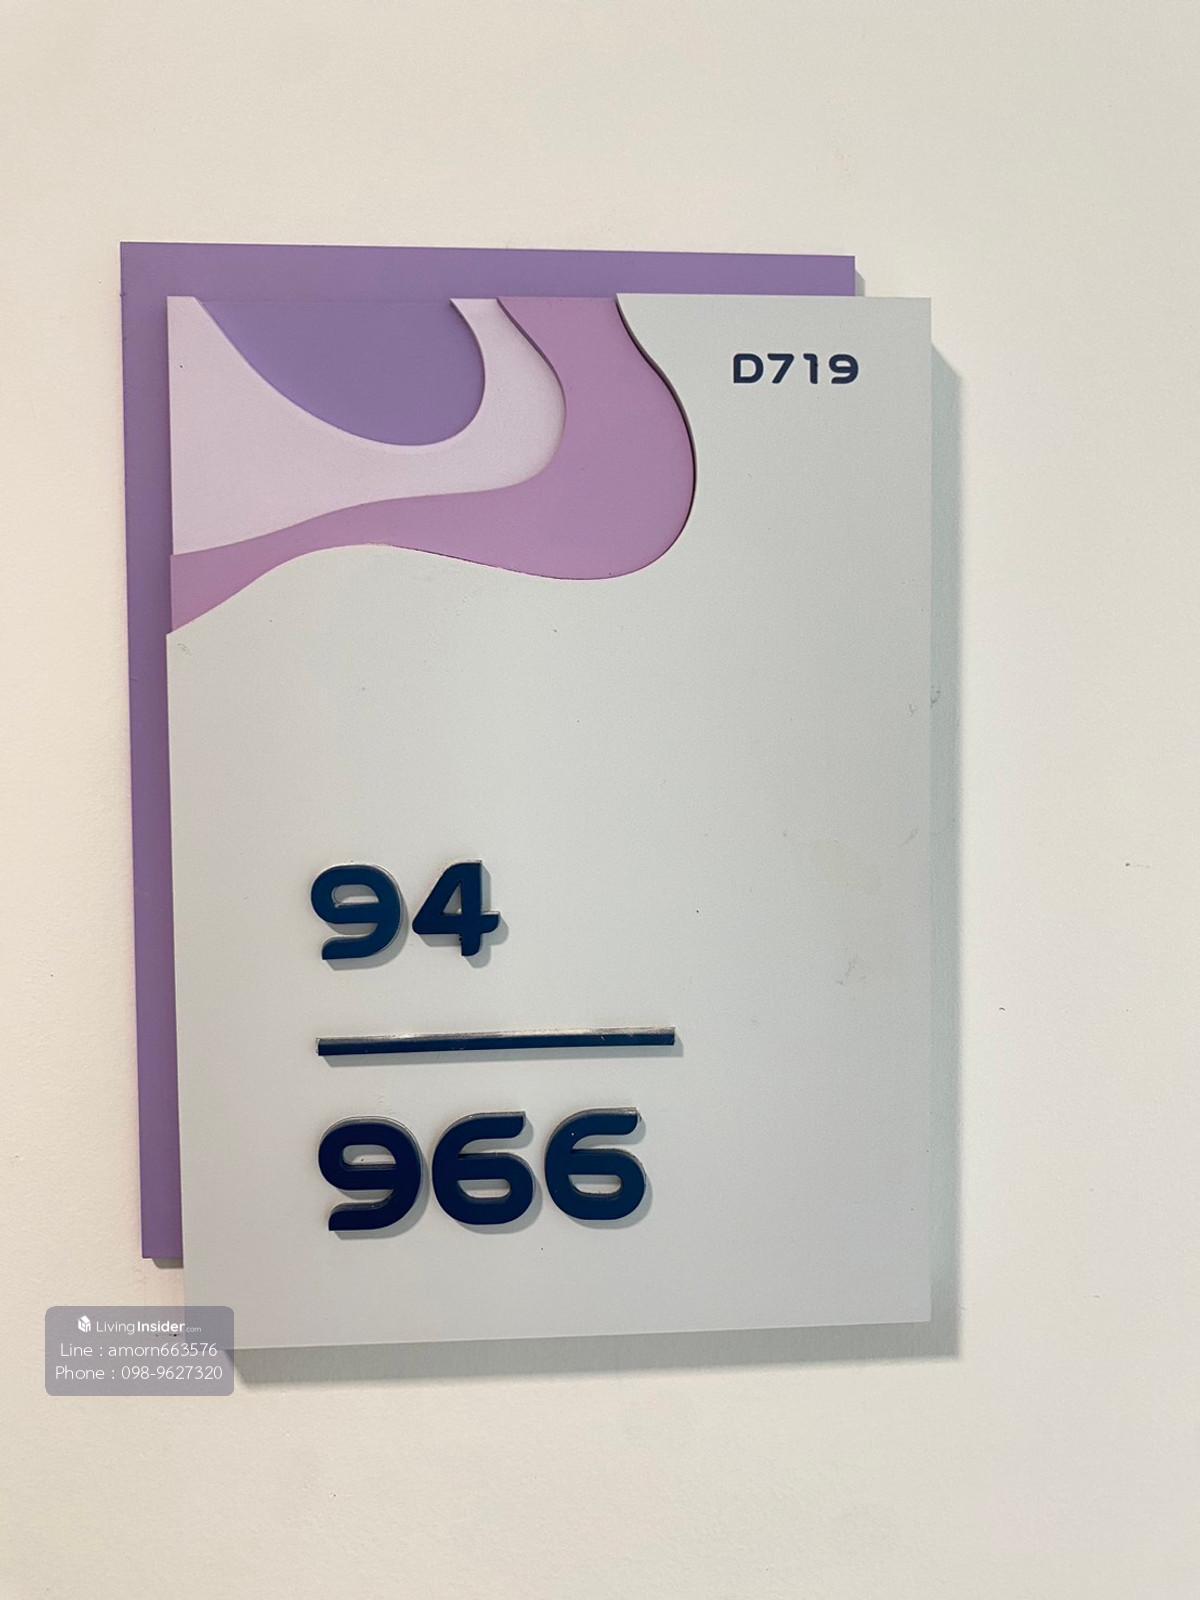 D719
94
966
LivingInsider.com
Line : amorn663576
Phone : 098-9627320